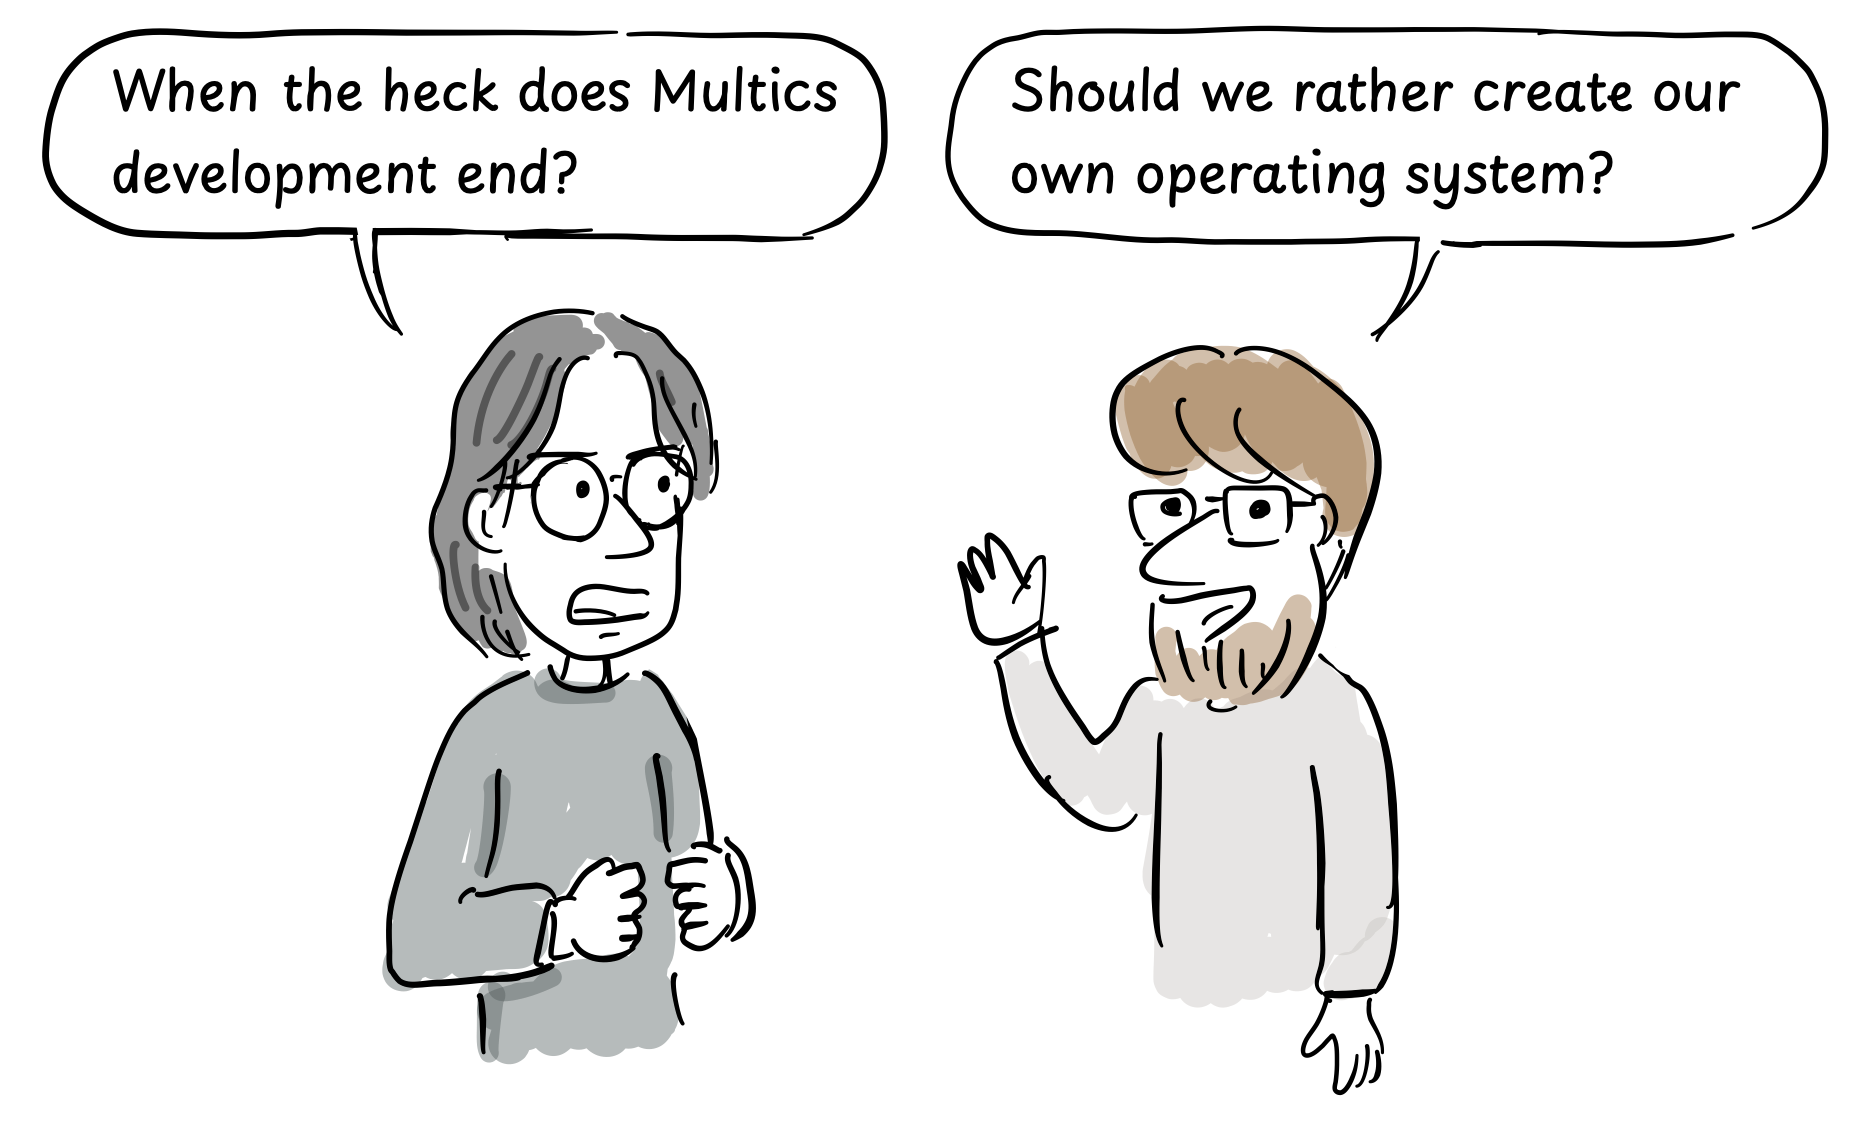 When the heck does Multics
development end?
Should we rather create our
own operating system?